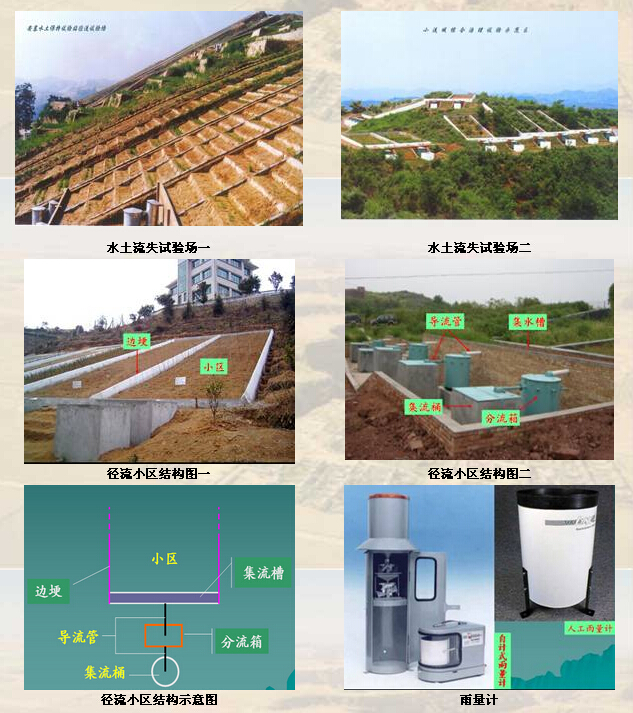 水土流失试验场一
水土流失试验场二
边埂
小区
导流管
集水槽
集流桶
分流箱
径流小区结构图一
径流小区结构图二
小区
集流槽
边埂
导流管
分流箱
集流桶
人工雨量计
自计式雨量计
径流小区结构示意图
雨量计